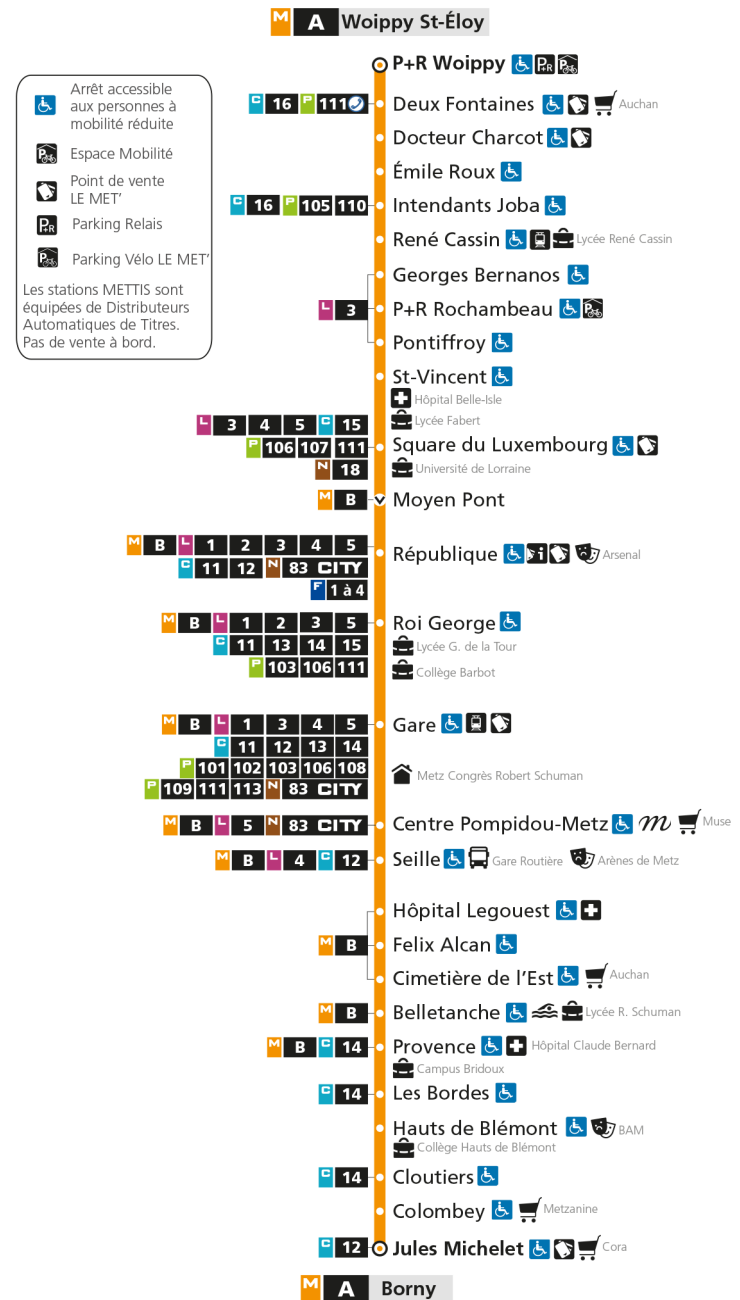 M A Woippy St-Éloy
P+R Woippy P+R P
Arrêt accessible
aux personnes à
mobilité réduite
P Espace Mobilité
Point de vente
LE MET'
P+R Parking Relais
P Parking Vélo LE MET'
Les stations METTIS sont
équipées de Distributeurs
Automatiques de Titres.
Pas de vente à bord.
C 16 P 111 Deux Fontaines Auchan
Docteur Charcot
Émile Roux
C 16 P 105 110 Intendants Joba
René Cassin Lycée René Cassin
Georges Bernanos
L 3 P+R Rochambeau P
Pontiffroy
St-Vincent
Hôpital Belle-Isle
L 3 4 5 C 15 Lycée Fabert
P 106 107 111 Square du Luxembourg
N 18 Université de Lorraine
M B Moyen Pont
M B L 1 2 3 4 5
République i Arsenal
C 11 12 N 83 CITY
F 1 à 4
M B L 1 2 3 5 Roi George
C 11 13 14 15 Lycée G. de la Tour
P 103 106 111 Collège Barbot
M B L 1 3 4 5 Gare
C 11 12 13 14
P 101 102 103 106 108 Metz Congrès Robert Schuman
P 109 111 113 N 83 CITY
M B L 5 N 83 CITY Centre Pompidou-Metz m Muse
M B L 4 C 12 Seille Gare Routière Arènes de Metz
Hôpital Legouest
M B Felix Alcan
Cimetière de l'Est Auchan
M B Belletanche Lycée R. Schuman
M B C 14 Provence Hôpital Claude Bernard
Campus Bridoux
C 14 Les Bordes
Hauts de Blémont BAM
Collège Hauts de Blémont
C 14 Cloutiers
Colombey Metzanine
C 12 Jules Michelet Cora
M A Borny